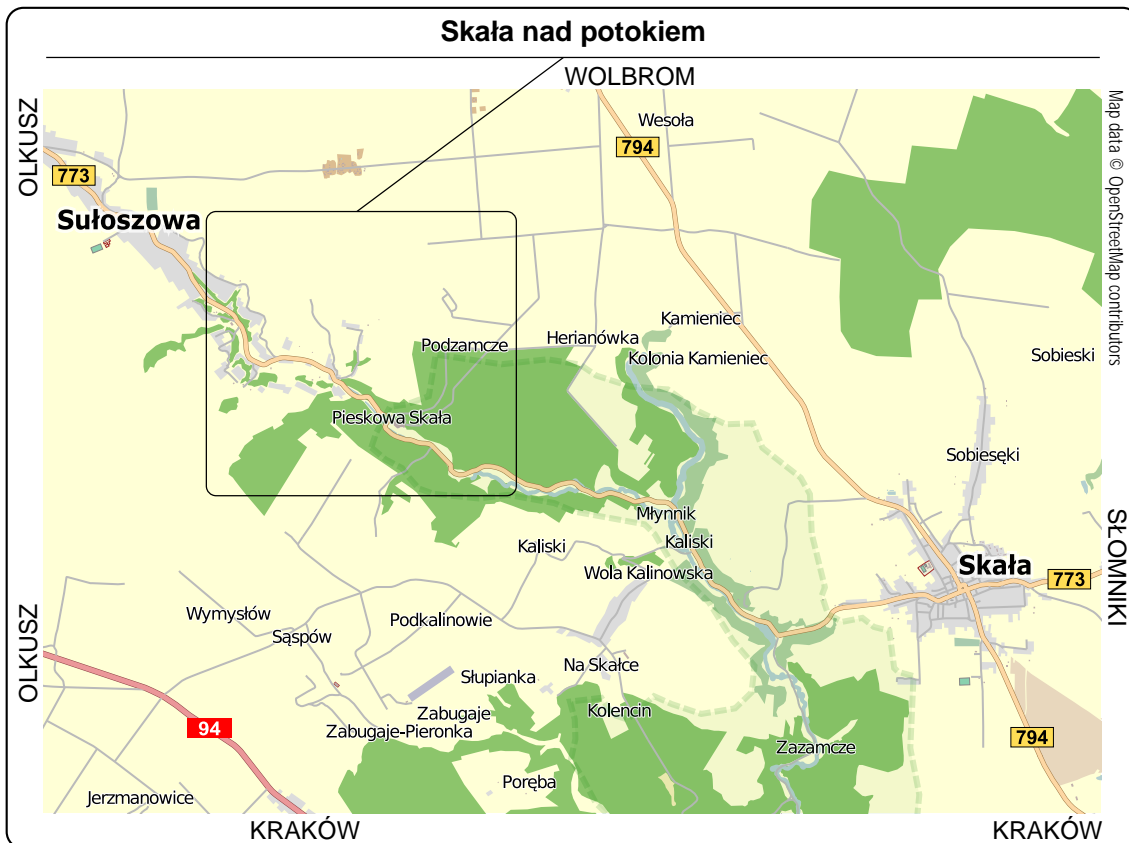 Skała nad potokiem
WOLBROM
OLKUSZ
Map data © OpenStreetMap contributors
Wesoła
794
773
Sułoszowa
Kamieniec
Herianówka
Podzamcze
Kolonia Kamieniec
Sobieski
Pieskowa Skała
Sobiesęki
Młynnik
Kaliski
Kaliski
SŁOMNIKI
Skała
Wola Kalinowska
773
OLKUSZ
Wymysłów
Podkalinowie
Sąspów
Na Skałce
Słupianka
Kolencin
Zabugaje
94
Zabugaje-Pieronka
794
Zazamcze
Poręba
Jerzmanowice
KRAKÓW
KRAKÓW